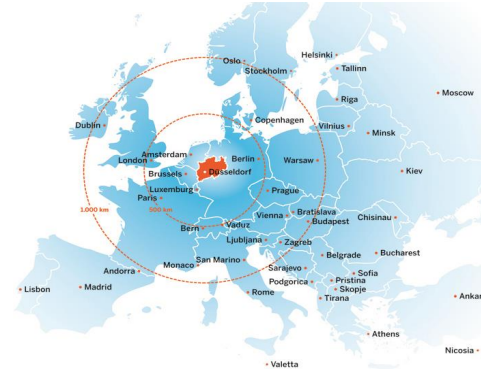 Helsinki
Oslo
Stockholm
Tallinn
Riga
Moscow
Copenhagen
Dublin
Vilnius
Minsk
Amsterdam
London
Berlin
Warsaw
Brussels
Düsseldorf
Kiev
Luxemburg
Prague
Paris
1.000 km
500 km
Vienna
Bratislava
Budapest
Chisinau
Bern
Vaduz
Ljubljana
Zagreb
Monaco
San Marino
Belgrade
Bucharest
Andorra
Sarajevo
Sofia
Lisbon
Madrid
Podgorica
Pristina
Skopje
Rome
Tirana
Ankar
Athens
Nicosia
Valetta